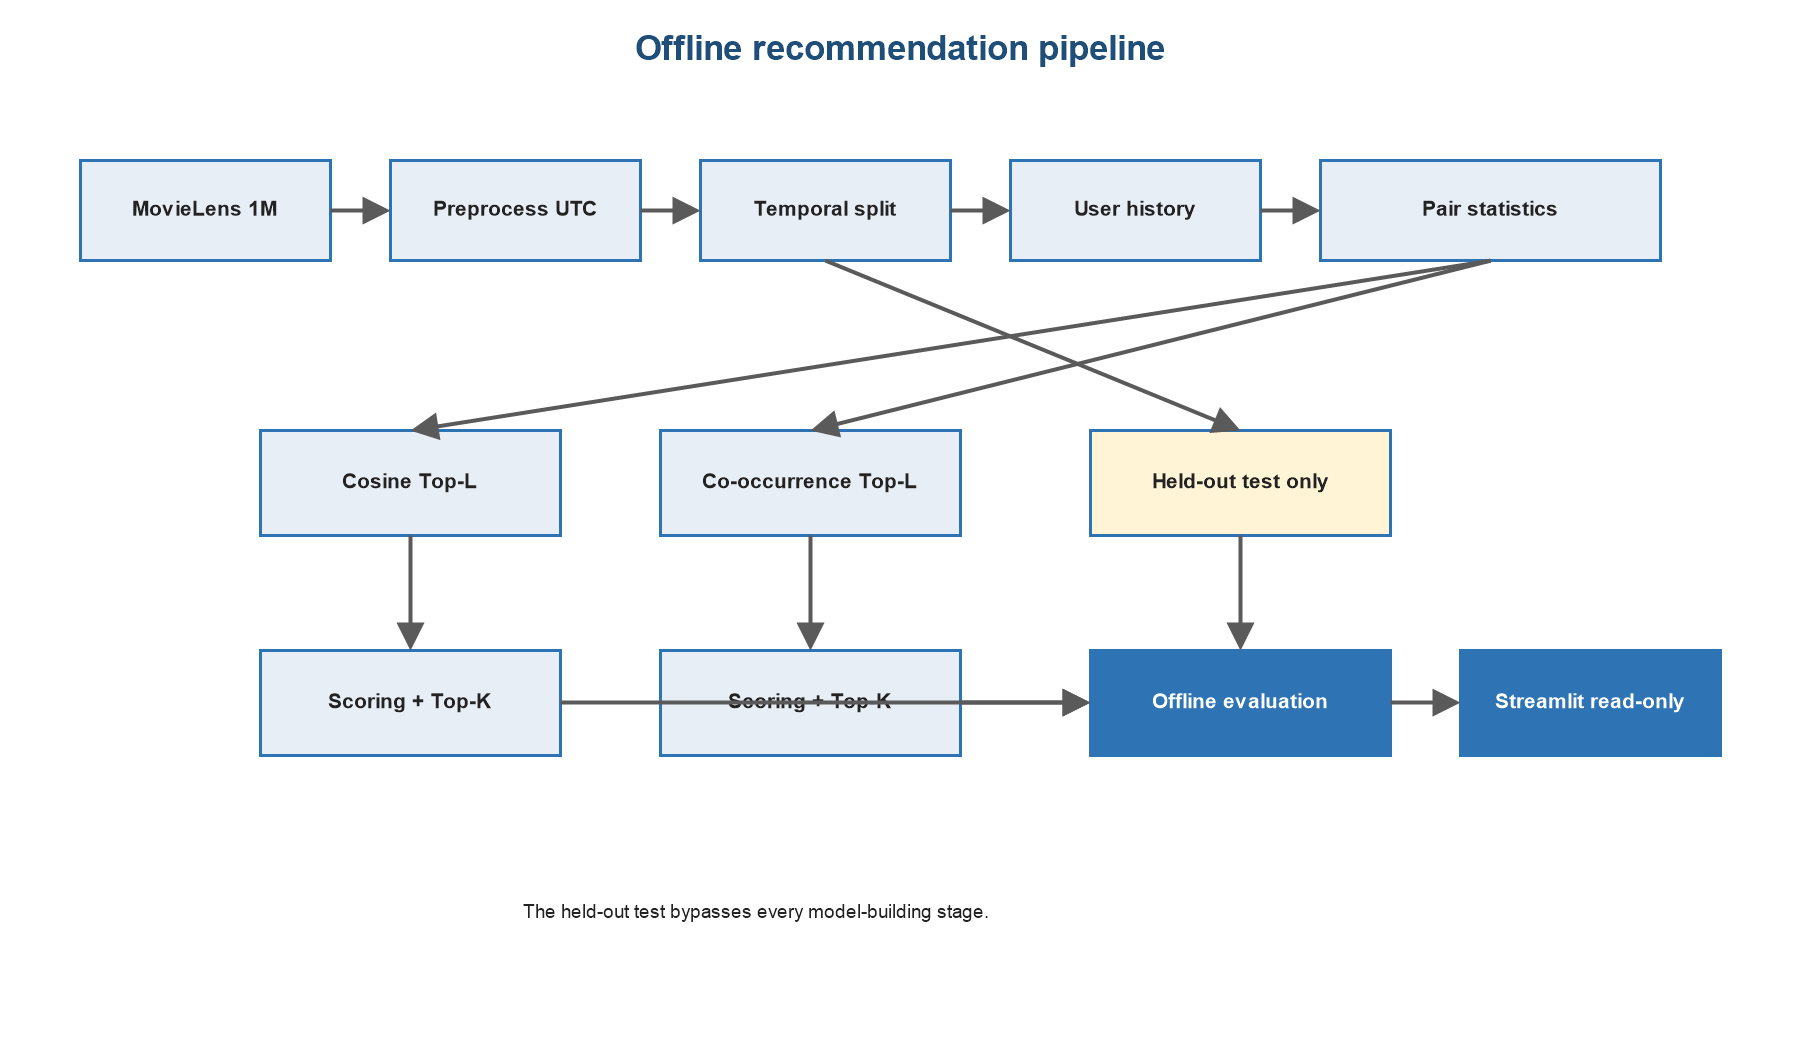 Offline recommendation pipeline
MovieLens 1M
Preprocess UTC
Temporal split
User history
Pair statistics
Cosine Top-L
Co-occurrence Top-L
Held-out test only
Scoring + Top-K
Scoring + Top-K
Offline evaluation
Streamlit read-only
The held-out test bypasses every model-building stage.